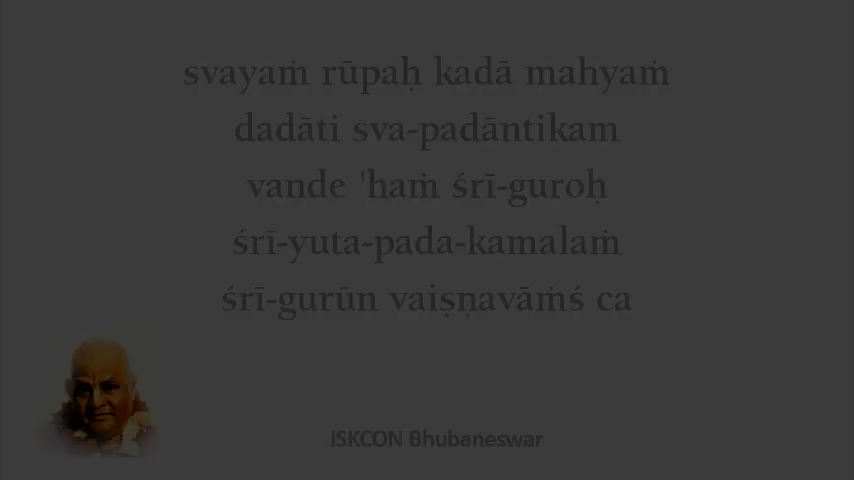 svayaṁ rūpaḥ kadā mahyaṁ
dadāti sva-padāntikam
vande 'haṁ śrī-guroḥ
śrī-yuta-pada-kamalaṁ
śrī-gurūn vaiṣṇavāṁś ca
ISKCON Bhubaneswar